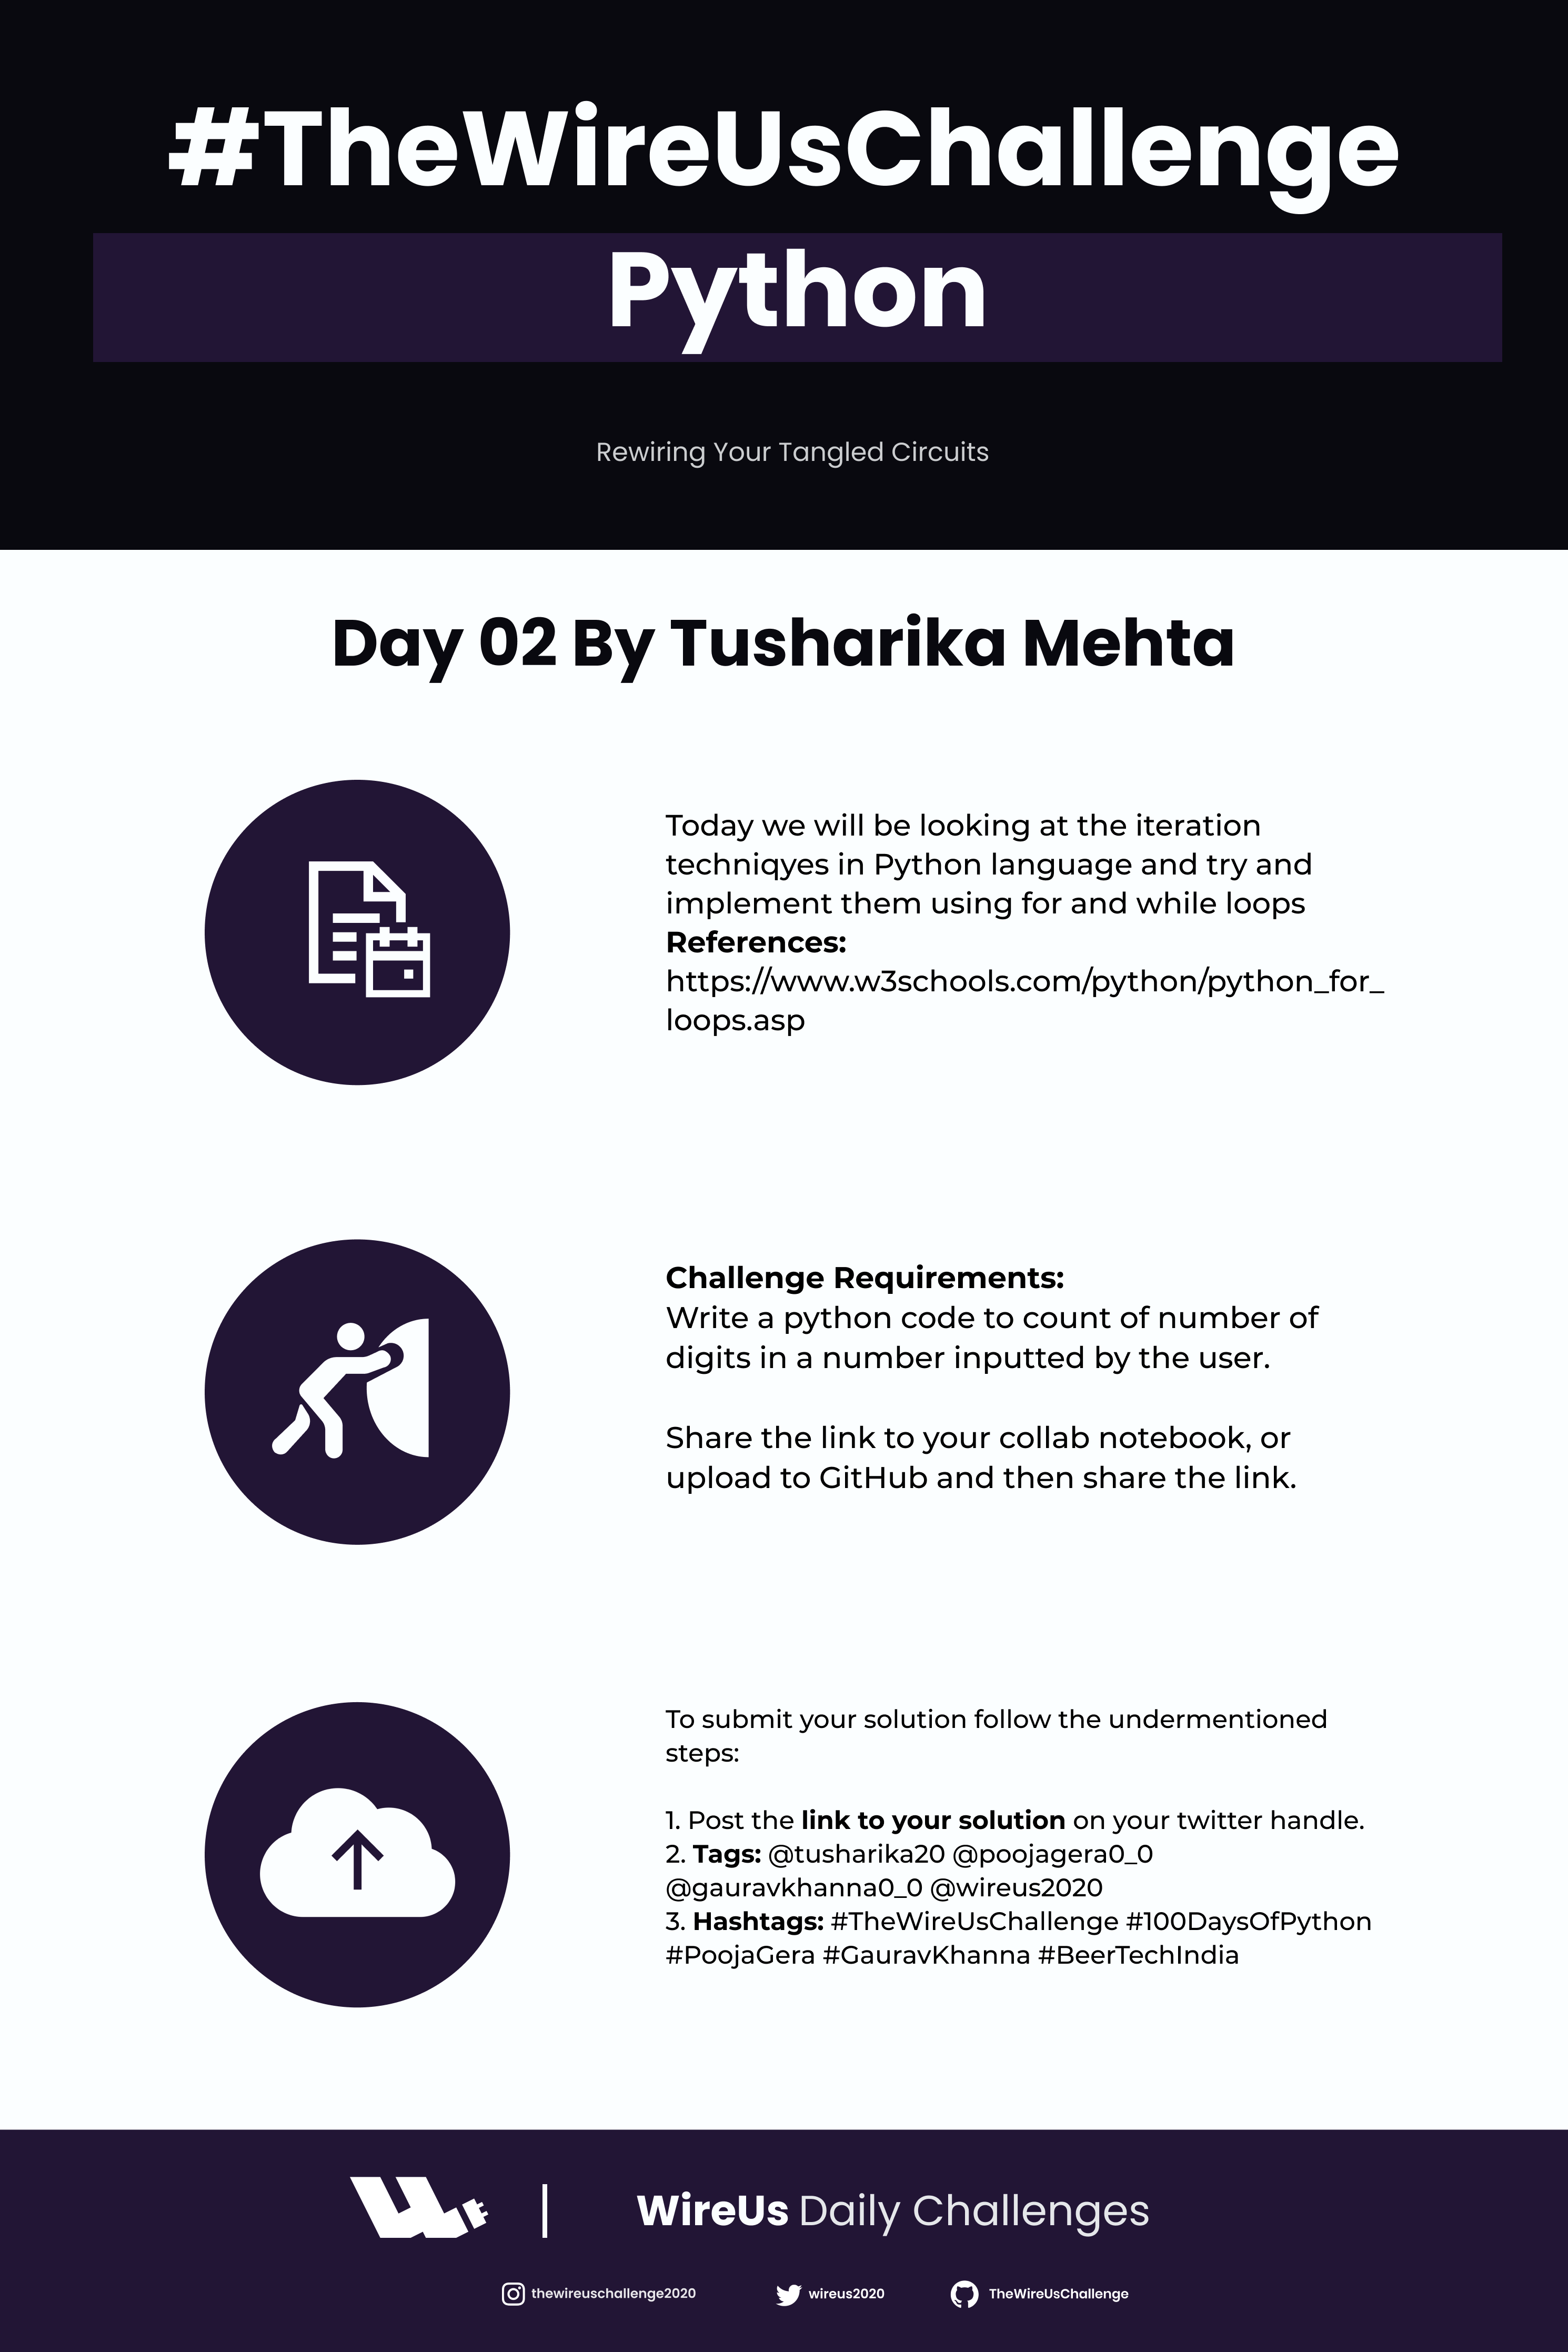 #TheWireUsChallenge
Python
Rewiring Your Tangled Circuits
Day 02 By Tusharika Mehta
Today we will be looking at the iteration
techniqyes in Python language and try and
implement them using for and while loops
References:
https://www.w3schools.com/python/python_for_
loops.asp
Challenge Requirements:
Write a python code to count of number of
digits in a number inputted by the user.
Share the link to your collab notebook, or
upload to GitHub and then share the link.
To submit your solution follow the undermentioned
steps:
1. Post the link to your solution on your twitter handle.
2. Tags: @tusharika20 @poojagera0_0
@gauravkhanna0_0 @wireus2020
3. Hashtags: #TheWireUsChallenge #100DaysOfPython
#PoojaGera #GauravKhanna #BeerTechIndia
WireUs Daily Challenges
thewireuschallenge2020 wireus2020 TheWireUsChallenge